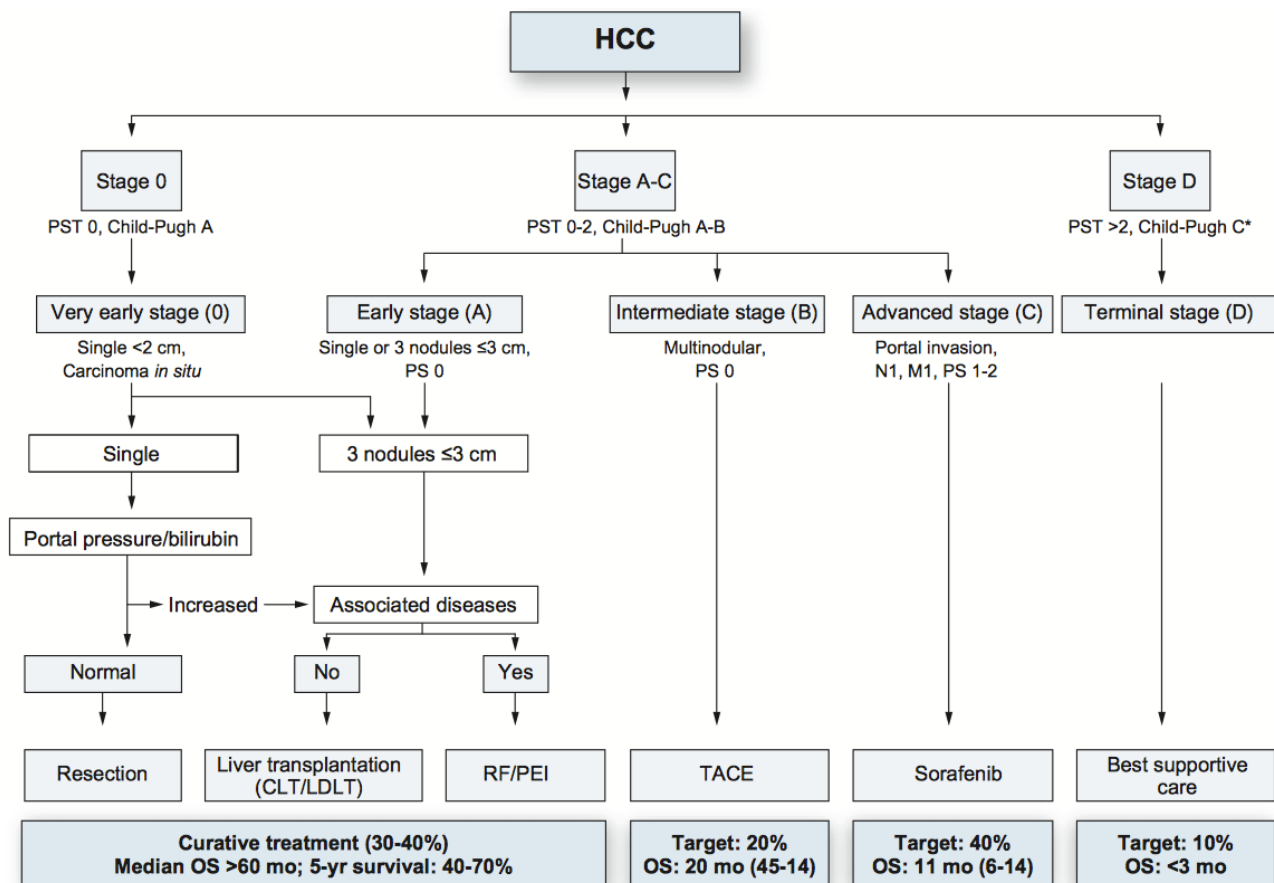 HCC
Stage 0
PST 0, Child-Pugh A
Stage A-C
PST 0-2, Child-Pugh A-B
Stage D
PST >2, Child-Pugh C*
Very early stage (0)
Single <2 cm,
Carcinoma in situ
Early stage (A)
Single or 3 nodules ≤3 cm,
PS 0
Intermediate stage (B)
Multinodular,
PS 0
Advanced stage (C)
Portal invasion,
N1, M1, PS 1-2
Terminal stage (D)
Single
3 nodules ≤3 cm
Portal pressure/bilirubin
Increased
Associated diseases
Normal
No
Yes
Resection
Liver transplantation
(CLT/LDLT)
RF/PEI
TACE
Sorafenib
Best supportive
care
Curative treatment (30-40%)
Median OS >60 mo; 5-yr survival: 40-70%
Target: 20%
OS: 20 mo (45-14)
Target: 40%
OS: 11 mo (6-14)
Target: 10%
OS: <3 mo